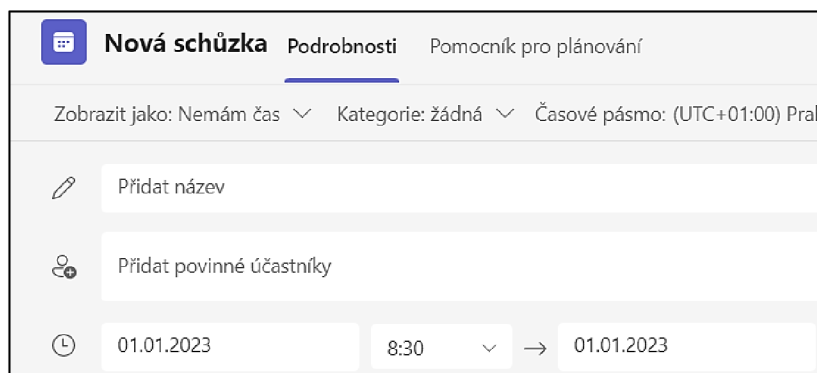 Nová schůzka Podrobnosti Pomocník pro plánování
Zobrazit jako: Nemám čas Kategorie: žádná Časové pásmo: (UTC+01:00)
Přidat název
Přidat povinné účastníky
01.01.2023 8:30 → 01.01.2023